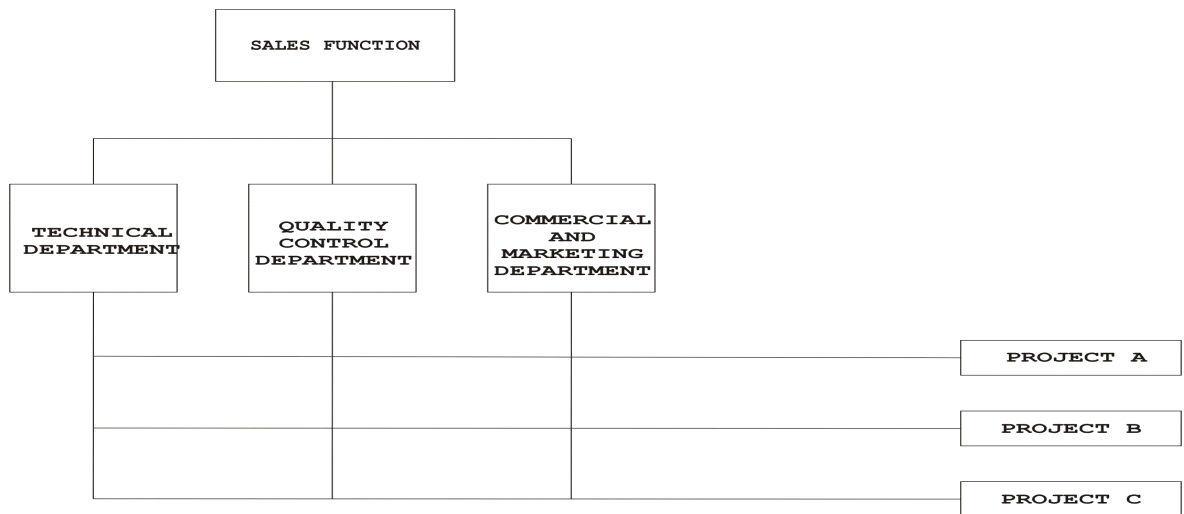 SALES FUNCTION
TECHNICAL
DEPARTMENT
QUALITY
CONTROL
DEPARTMENT
COMMERCIAL
AND
MARKETING
DEPARTMENT
PROJECT A
PROJECT B
PROJECT C